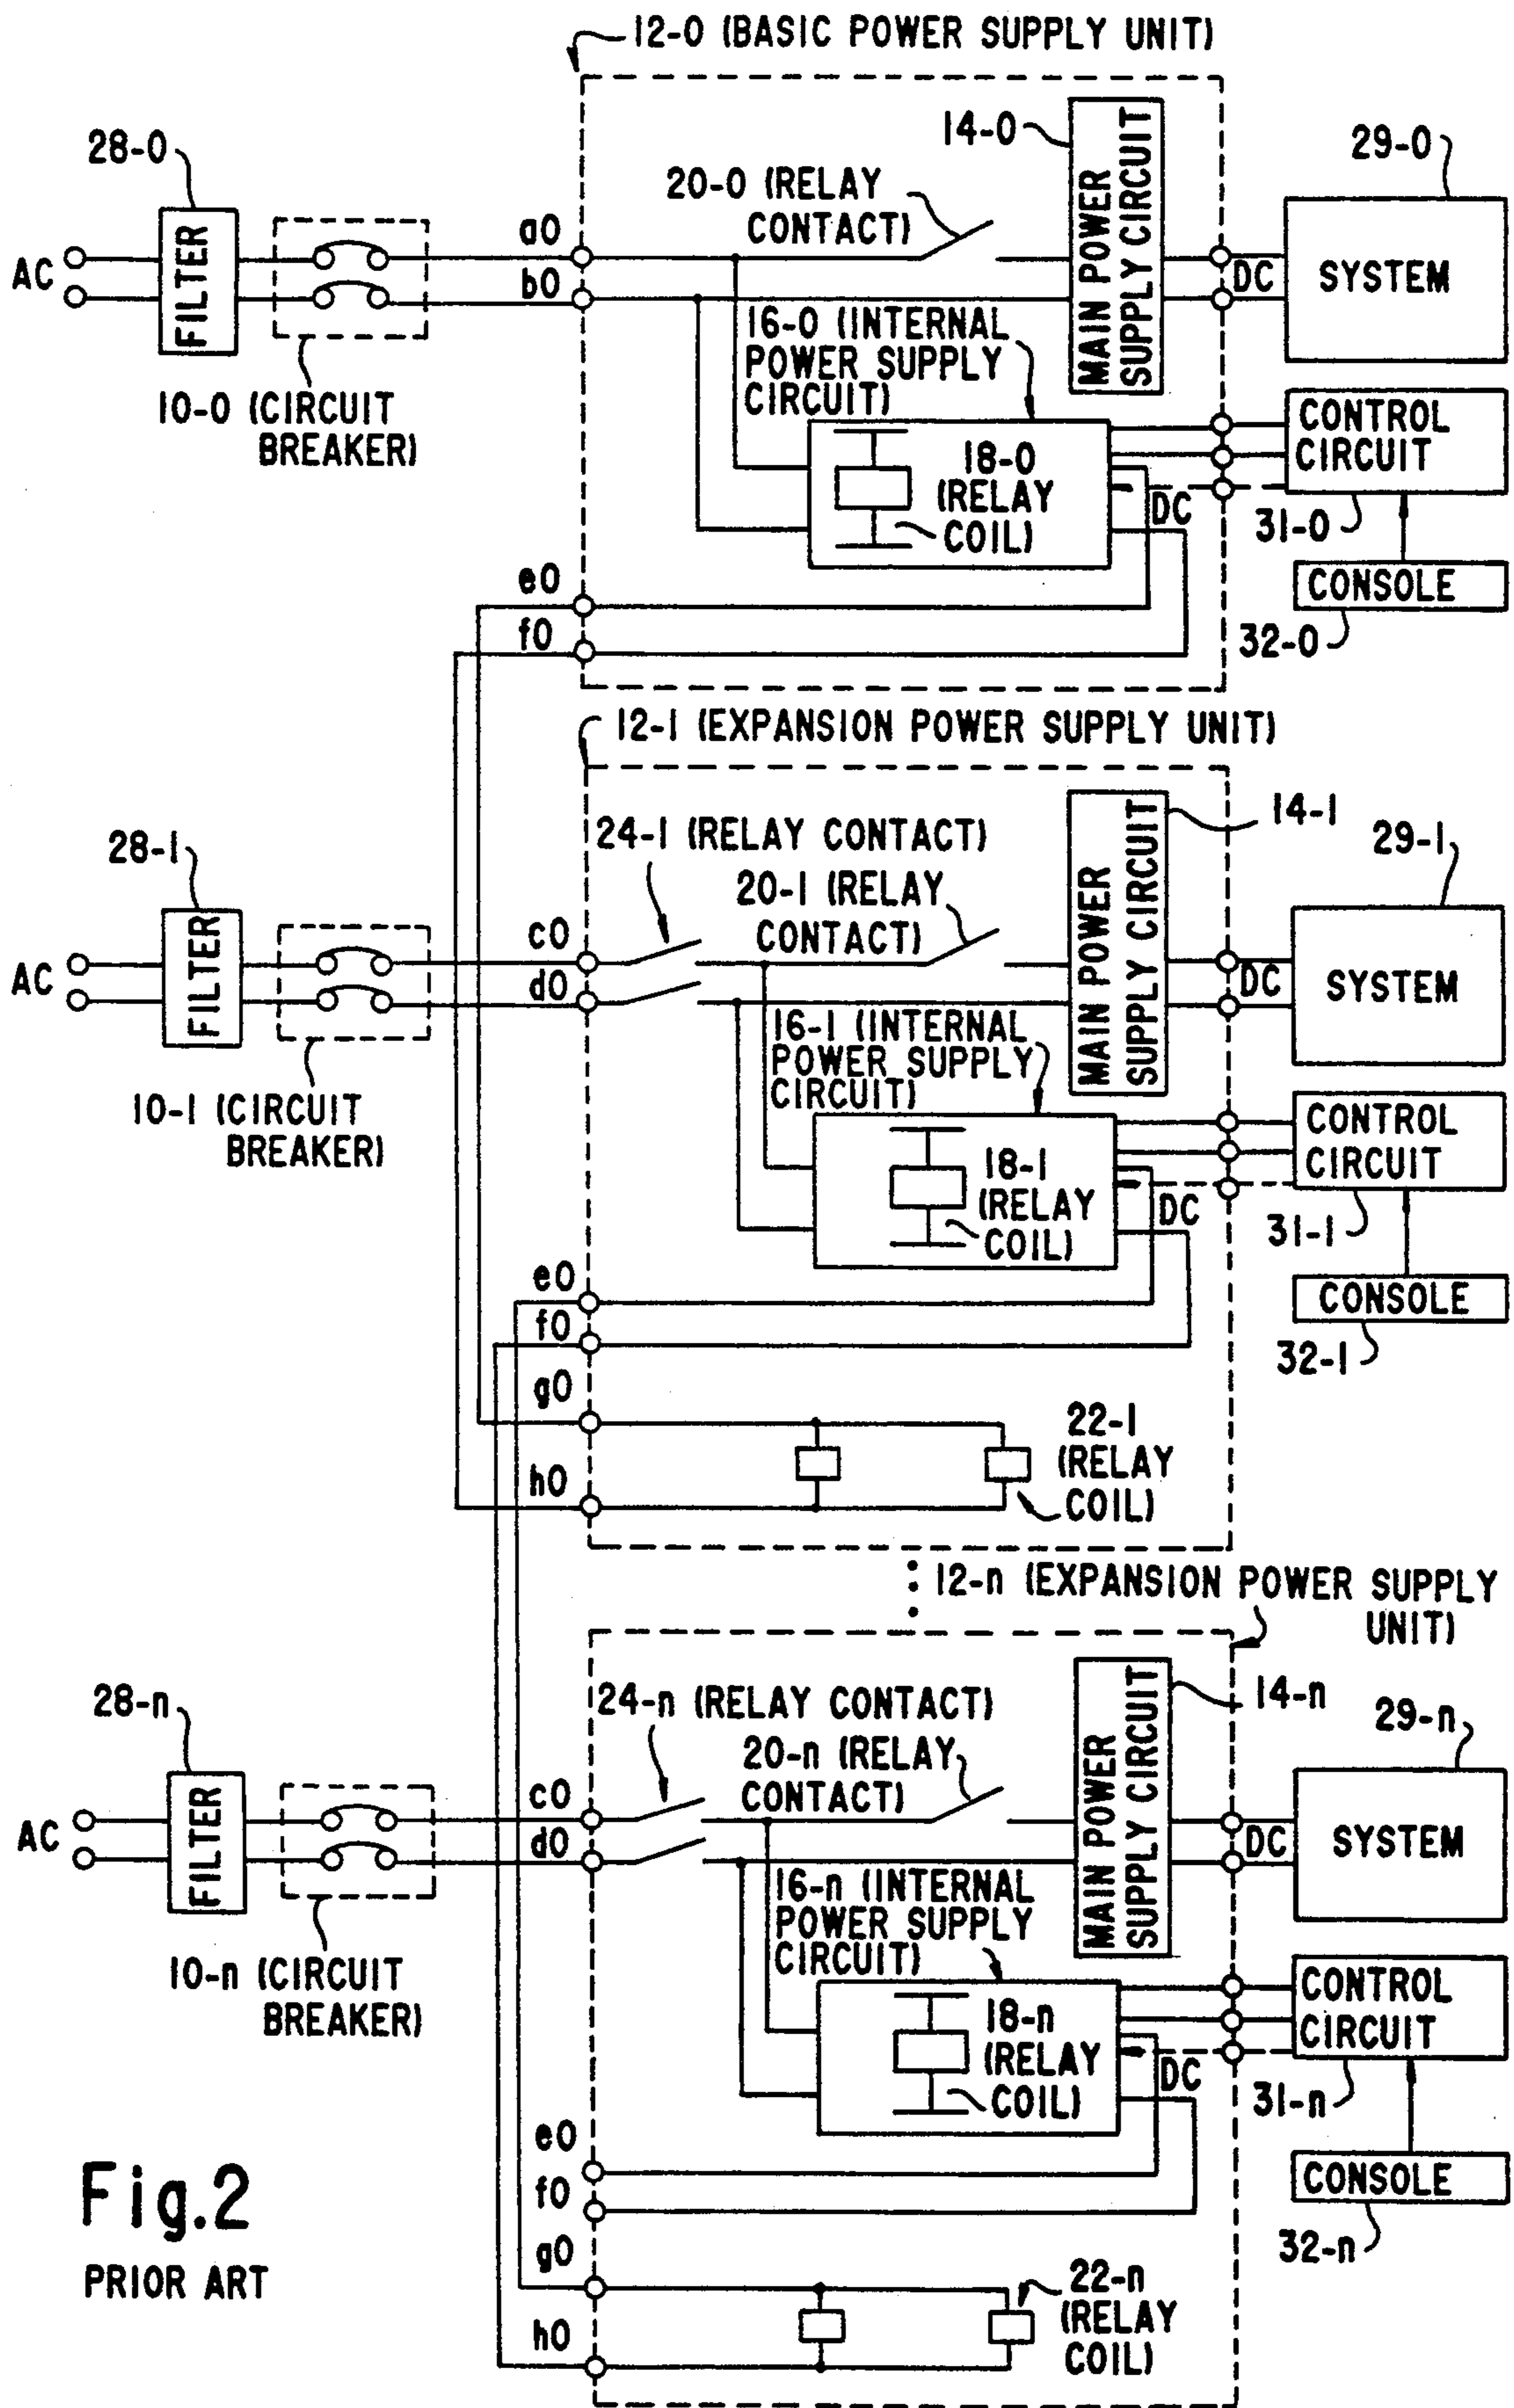 12-0 (BASIC POWER SUPPLY UNIT)
28-0
14-0
29-0
20-0 (RELAY
CONTACT)
MAIN POWER
SUPPLY CIRCUIT
a0
AC
FILTER
b0
DC
SYSTEM
16-0 (INTERNAL
POWER SUPPLY
CIRCUIT)
10-0 (CIRCUIT
BREAKER)
CONTROL
CIRCUIT
18-0
(RELAY
COIL)
DC
31-0
e0
CONSOLE
f0
32-0
12-1 (EXPANSION POWER SUPPLY UNIT)
14-1
24-1 (RELAY CONTACT)
28-1
29-1
20-1 (RELAY
CONTACT)
MAIN POWER
SUPPLY CIRCUIT
c0
AC
FILTER
d0
DC
SYSTEM
16-1 (INTERNAL
POWER SUPPLY
CIRCUIT)
10-1 (CIRCUIT
BREAKER)
CONTROL
CIRCUIT
18-1
(RELAY
COIL)
DC
31-1
e0
CONSOLE
f0
32-1
g0
22-1
(RELAY
COIL)
h0
12-n (EXPANSION POWER SUPPLY
UNIT)
28-n
24-n (RELAY CONTACT)
14-n
29-n
20-n (RELAY
CONTACT)
MAIN POWER
SUPPLY CIRCUIT
c0
AC
FILTER
d0
DC
SYSTEM
16-n (INTERNAL
POWER SUPPLY
CIRCUIT)
10-n (CIRCUIT
BREAKER)
CONTROL
CIRCUIT
18-n
(RELAY
COIL)
DC
31-n
e0
CONSOLE
f0
32-n
Fig.2
PRIOR ART
g0
22-n
(RELAY
COIL)
h0